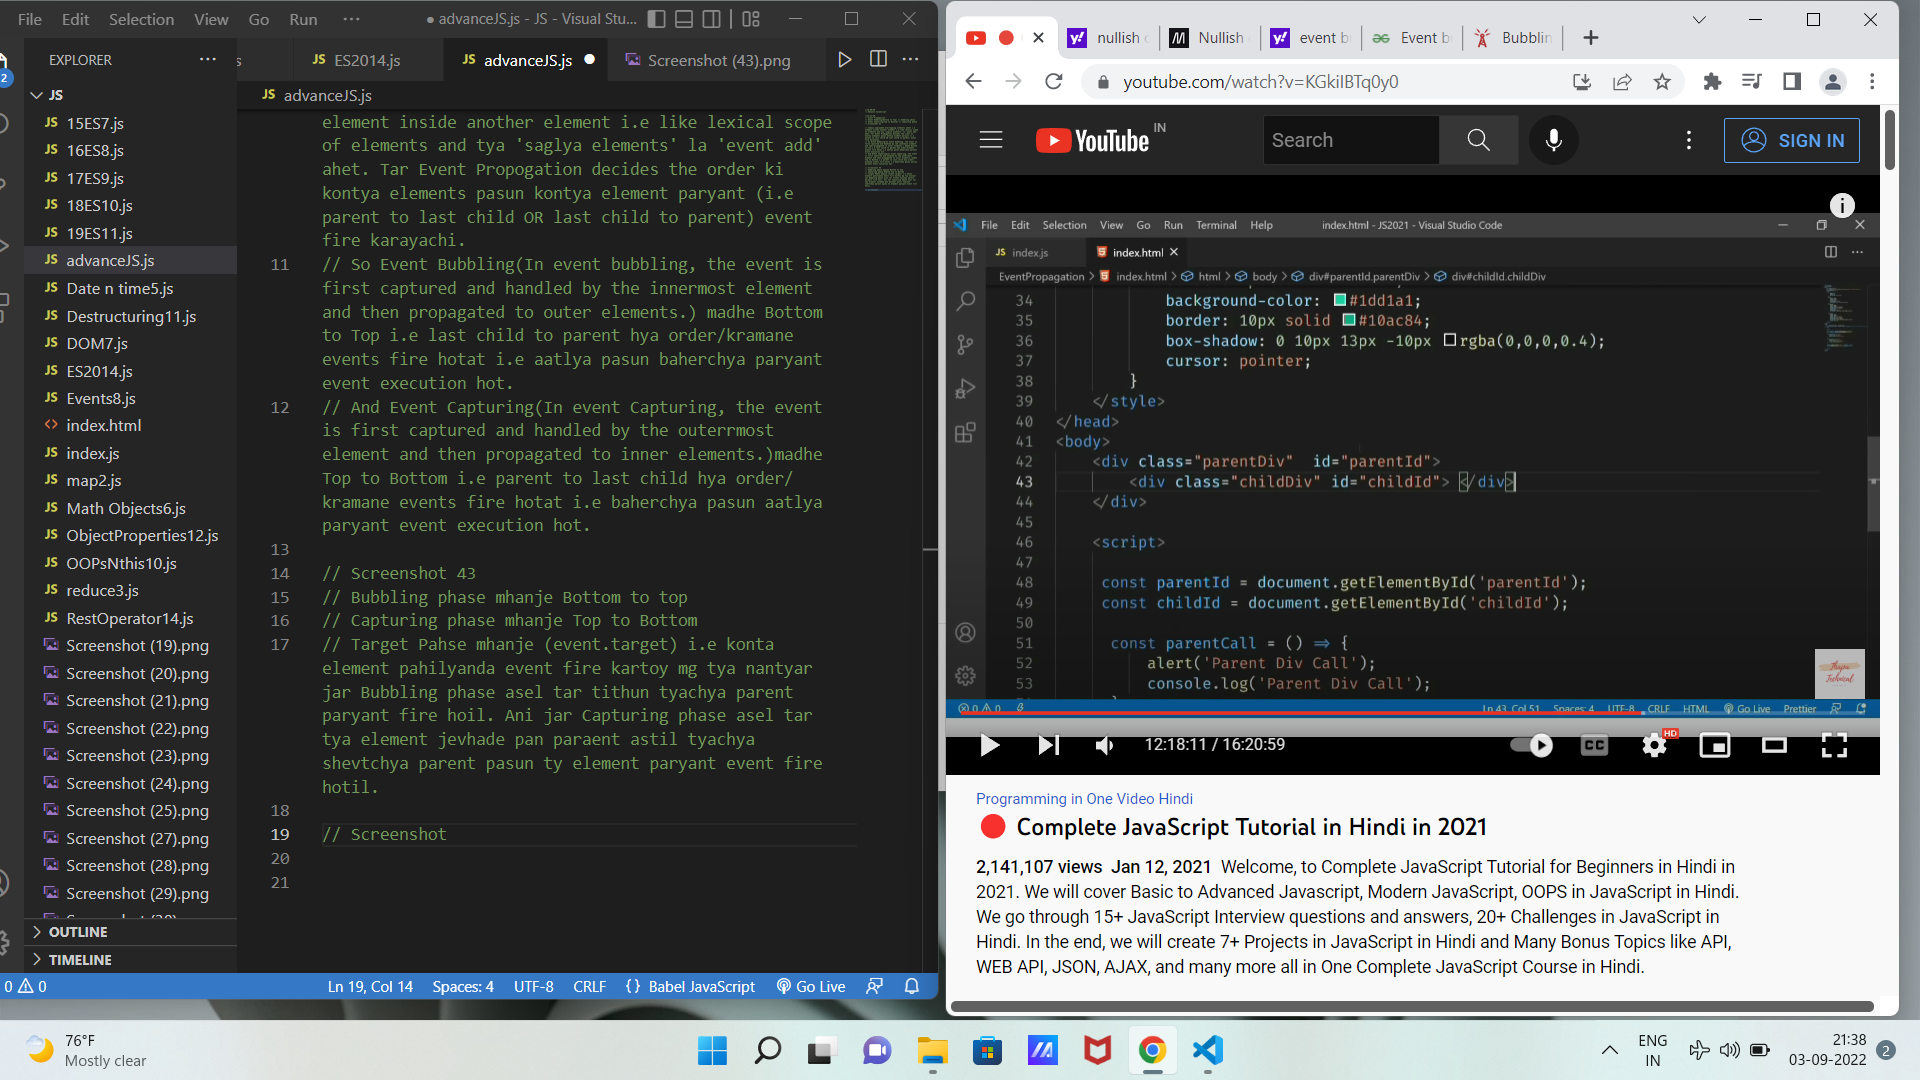 File Edit Selection View Go Run ··· ● advanceJS.js - JS - Visual Stu...
EXPLORER ···
JS ES2014.js
JS advanceJS.js ●
Screenshot (43).png
2
JS
JS advanceJS.js
JS 15ES7.js
JS 16ES8.js
JS 17ES9.js
JS 18ES10.js
JS 19ES11.js
JS advanceJS.js
JS Date n time5.js
JS Destructuring11.js
JS DOM7.js
JS ES2014.js
JS Events8.js
<> index.html
JS index.js
JS map2.js
JS Math Objects6.js
JS ObjectProperties12.js
JS OOPsNthis10.js
JS reduce3.js
JS RestOperator14.js
Screenshot (19).png
Screenshot (20).png
Screenshot (21).png
Screenshot (22).png
Screenshot (23).png
Screenshot (24).png
Screenshot (25).png
Screenshot (27).png
Screenshot (28).png
Screenshot (29).png
OUTLINE
TIMELINE
element inside another element i.e like lexical scope
of elements and tya 'saglya elements' la 'event add'
ahet. Tar Event Propogation decides the order ki
kontya elements pasun kontya element paryant (i.e
parent to last child OR last child to parent) event
fire karayachi.
11 // So Event Bubbling(In event bubbling, the event is
first captured and handled by the innermost element
and then propagated to outer elements.) madhe Bottom
to Top i.e last child to parent hya order/kramane
events fire hotat i.e aatlya pasun baherchya paryant
event execution hot.
12 // And Event Capturing(In event Capturing, the event
is first captured and handled by the outerrmost
element and then propagated to inner elements.)madhe
Top to Bottom i.e parent to last child hya order/
kramane events fire hotat i.e baherchya pasun aatlya
paryant event execution hot.
13
14 // Screenshot 43
15 // Bubbling phase mhanje Bottom to top
16 // Capturing phase mhanje Top to Bottom
17 // Target Pahse mhanje (event.target) i.e konta
element pahilyanda event fire kartoy mg tya nantyar
jar Bubbling phase asel tar tithun tyachya parent
paryant fire hoil. Ani jar Capturing phase asel tar
tya element jevhade pan paraent astil tyachya
shevtchya parent pasun ty element paryant event fire
hotil.
18
19 // Screenshot
20
21
0 0 Ln 19, Col 14 Spaces: 4 UTF-8 CRLF {} Babel JavaScript Go Live
nullish
Nullish
event b
Event b
Bubblin
youtube.com/watch?v=KGkiIBTq0y0
YouTube IN
Search
SIGN IN
File Edit Selection View Go Run Terminal Help index.html - JS2021 - Visual Studio Code
JS index.js
index.html
EventPropagation > index.html > html > body > div#parentId.parentDiv > div#childId.childDiv
34 background-color: #1dd1a1;
35 border: 10px solid #10ac84;
36 box-shadow: 0 10px 13px -10px rgba(0,0,0,0.4);
37 cursor: pointer;
38 }
39 </style>
40 </head>
41 <body>
42 <div class="parentDiv" id="parentId">
43 <div class="childDiv" id="childId"> </div>
44 </div>
45
46 <script>
47
48 const parentId = document.getElementById('parentId');
49 const childId = document.getElementById('childId');
50
51 const parentCall = () => {
52 alert('Parent Div Call');
53 console.log('Parent Div Call');
Thapa
Technical
0 0 Ln 43, Col 51 Spaces: 4 UTF-8 CRLF HTML Go Live Prettier
12:18:11 / 16:20:59
CC
HD
Programming in One Video Hindi
🔴 Complete JavaScript Tutorial in Hindi in 2021
2,141,107 views Jan 12, 2021 Welcome, to Complete JavaScript Tutorial for Beginners in Hindi in
2021. We will cover Basic to Advanced Javascript, Modern JavaScript, OOPS in JavaScript in Hindi.
We go through 15+ JavaScript Interview questions and answers, 20+ Challenges in JavaScript in
Hindi. In the end, we will create 7+ Projects in JavaScript in Hindi and Many Bonus Topics like API,
WEB API, JSON, AJAX, and many more all in One Complete JavaScript Course in Hindi.
76°F
Mostly clear
ENG
IN
21:38
03-09-2022
2